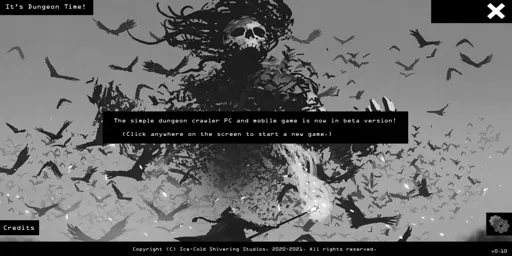 It's Dungeon Time!
The simple dungeon crawler PC and mobile game is now in beta version!
(Click anywhere on the screen to start a new game.)
Credits
Copyright (C) Ice-Cold Shivering Studios, 2020-2021. All rights reserved.
v0.10